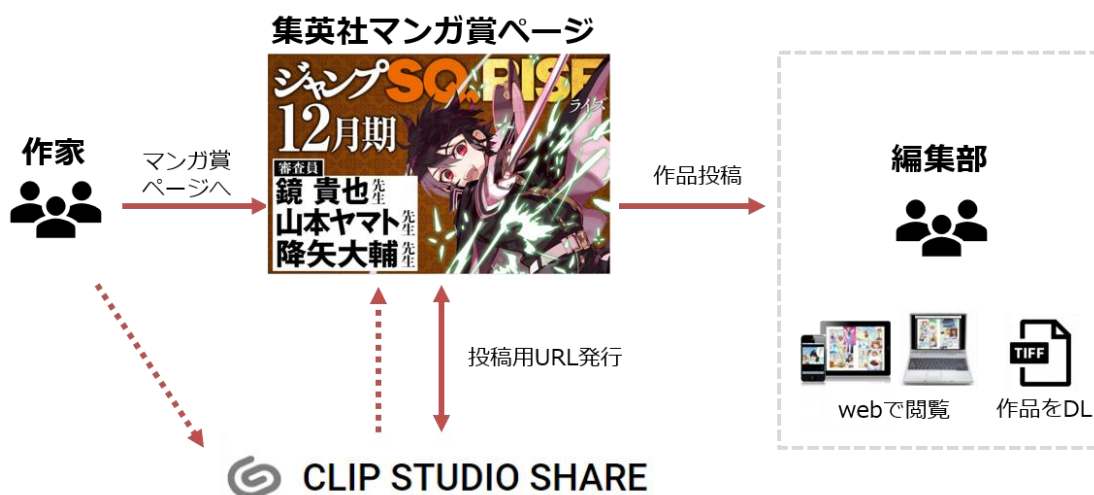 集英社マンガ賞ページ
ジャンプSQ.RISE
ライズ
12月期
審査員
鏡 貴也先生
山本ヤマト先生
降矢大輔先生
作家
マンガ賞
ページへ
作品投稿
編集部
投稿用URL発行
TIFF
webで閲覧
作品をDL
CLIP STUDIO SHARE